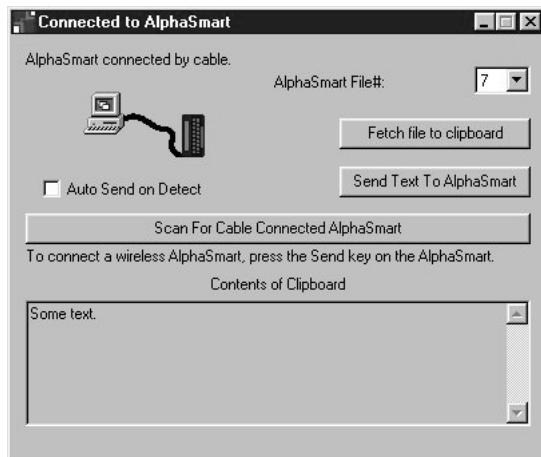 Connected to AlphaSmart
AlphaSmart connected by cable.
AlphaSmart File#:
7
Fetch file to clipboard
Auto Send on Detect
Send Text To AlphaSmart
Scan For Cable Connected AlphaSmart
To connect a wireless AlphaSmart, press the Send key on the AlphaSmart.
Contents of Clipboard
Some text.